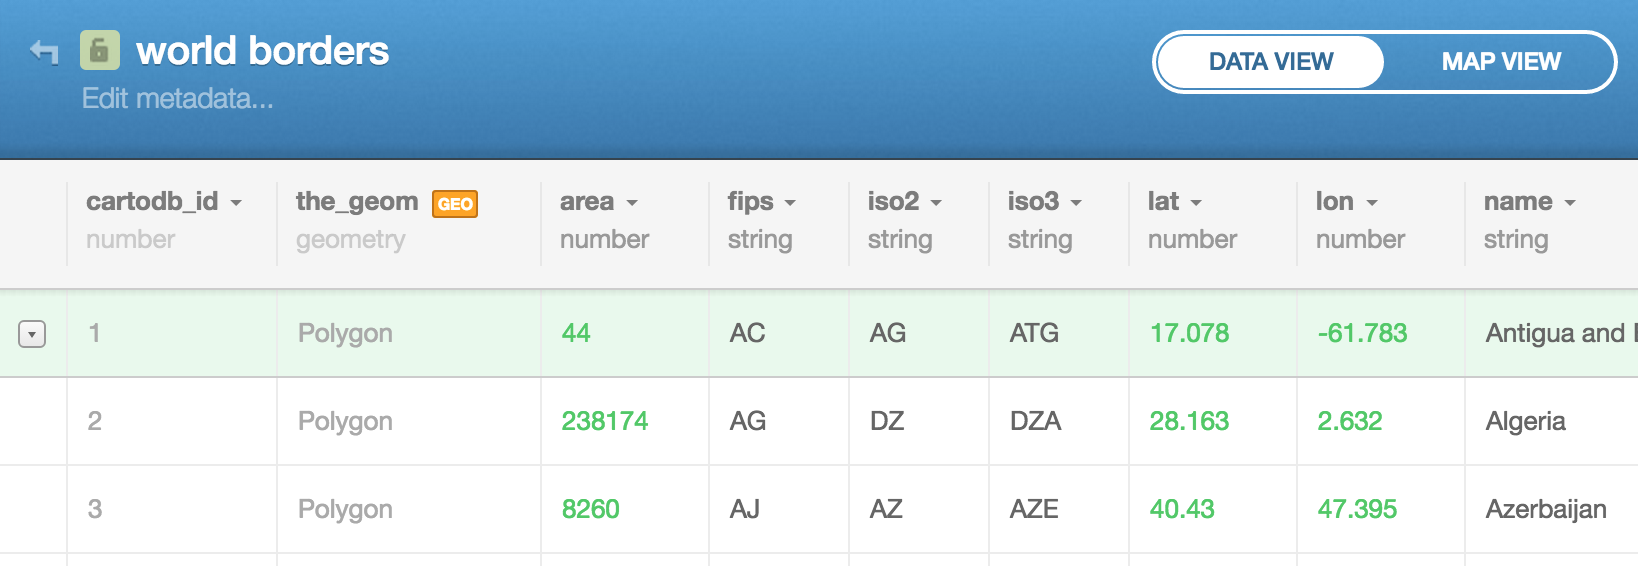 world borders
Edit metadata...
DATA VIEW MAP VIEW
cartodb_id the_geom GEO area fips iso2 iso3 lat lon name
number geometry number string string string number number string
1 Polygon 44 AC AG ATG 17.078 -61.783 Antigua and
2 Polygon 238174 AG DZ DZA 28.163 2.632 Algeria
3 Polygon 8260 AJ AZ AZE 40.43 47.395 Azerbaijan